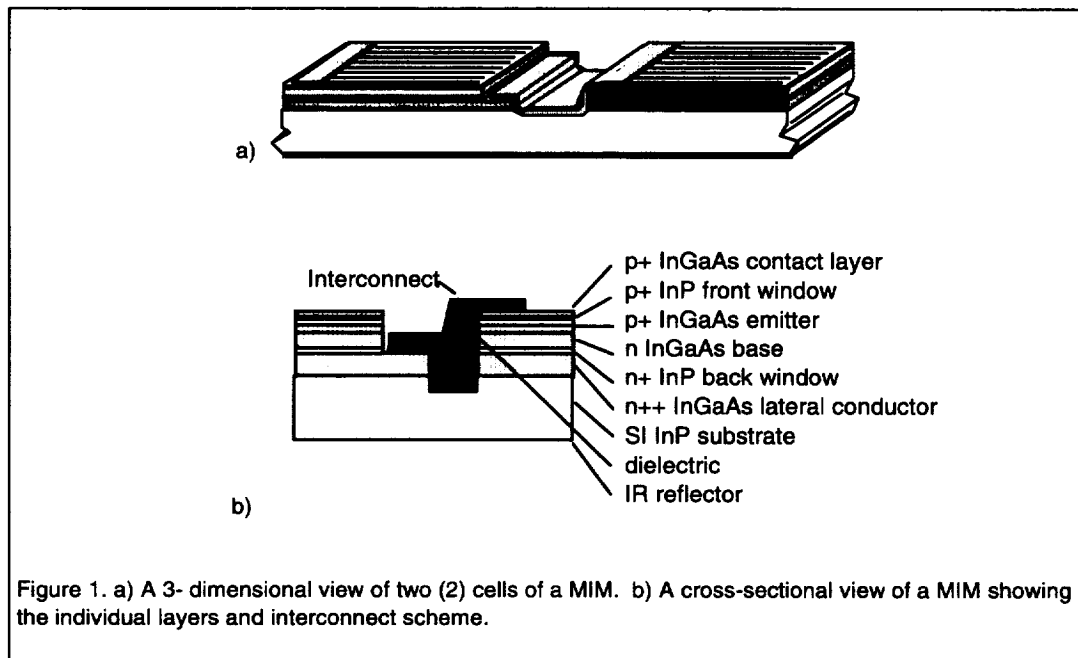 a)
Interconnect
p+ InGaAs contact layer
p+ InP front window
p+ InGaAs emitter
n InGaAs base
n+ InP back window
n++ InGaAs lateral conductor
SI InP substrate
dielectric
IR reflector
b)
Figure 1. a) A 3- dimensional view of two (2) cells of a MIM. b) A cross-sectional view of a MIM showing
the individual layers and interconnect scheme.